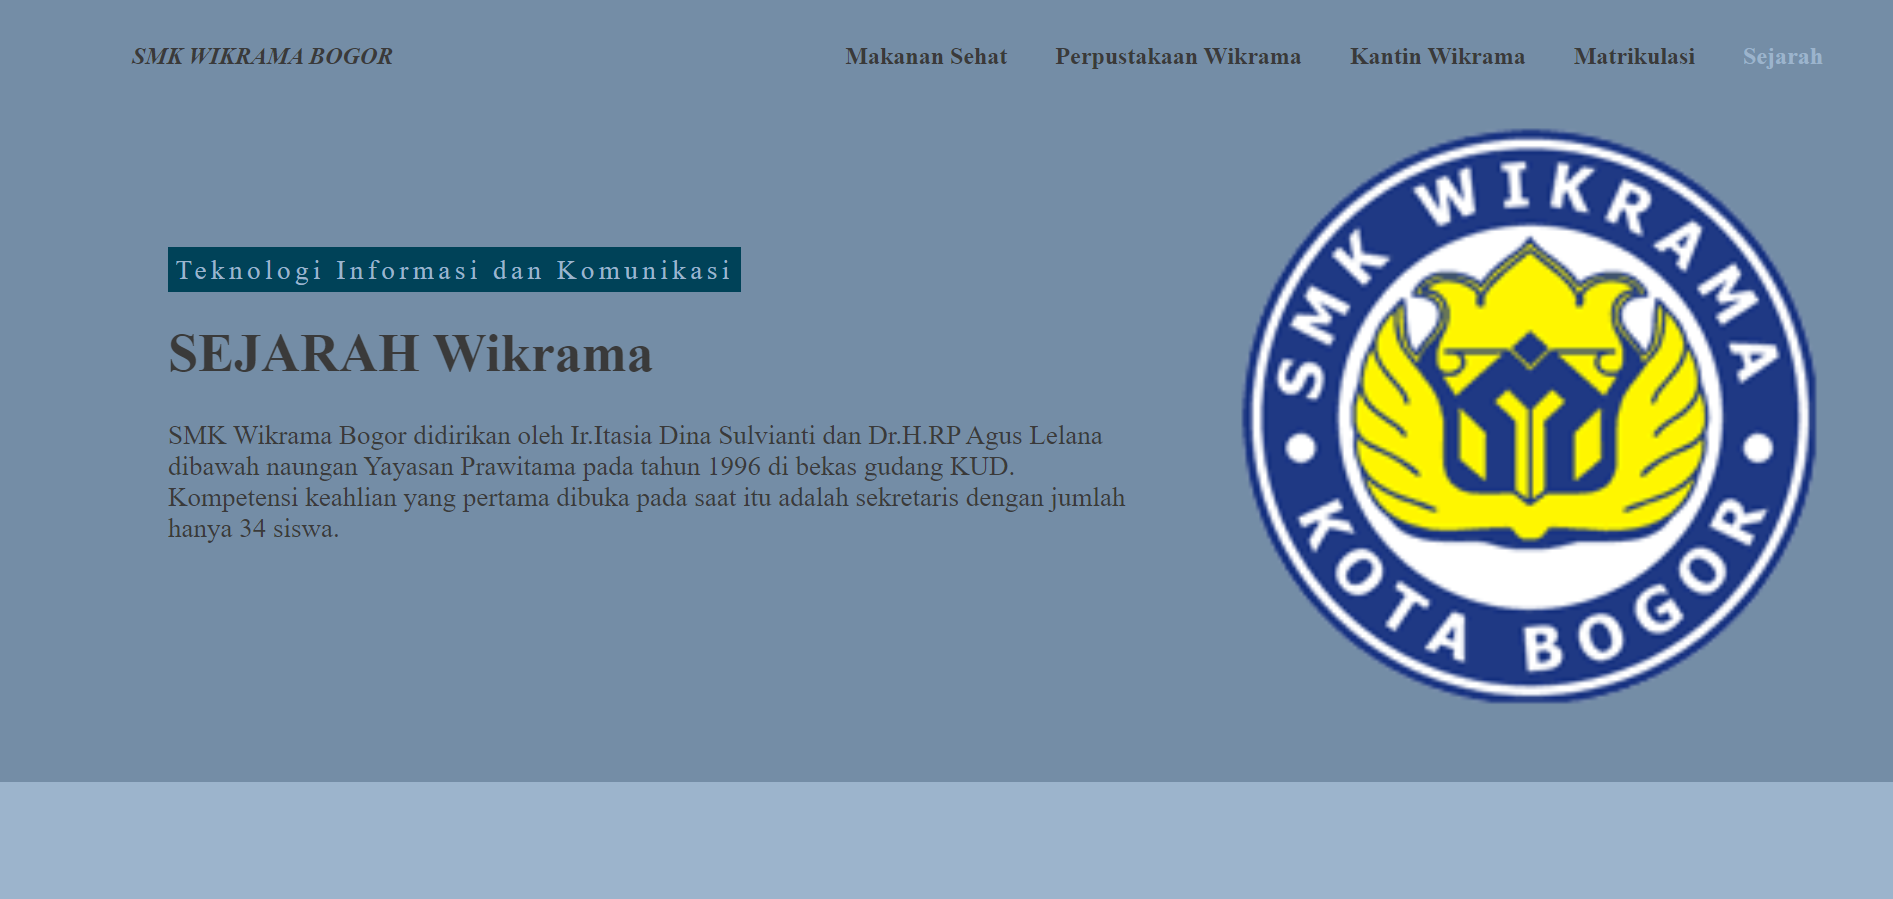 SMK WIKRAMA BOGOR
Makanan Sehat Perpustakaan Wikrama Kantin Wikrama Matrikulasi Sejarah
Teknologi Informasi dan Komunikasi
SEJARAH Wikrama
SMK Wikrama Bogor didirikan oleh Ir.Itasia Dina Sulvianti dan Dr.H.RP Agus Lelana
dibawah naungan Yayasan Prawitama pada tahun 1996 di bekas gudang KUD.
Kompetensi keahlian yang pertama dibuka pada saat itu adalah sekretaris dengan jumlah
hanya 34 siswa.
SMK WIKRAMA
KOTA BOGOR